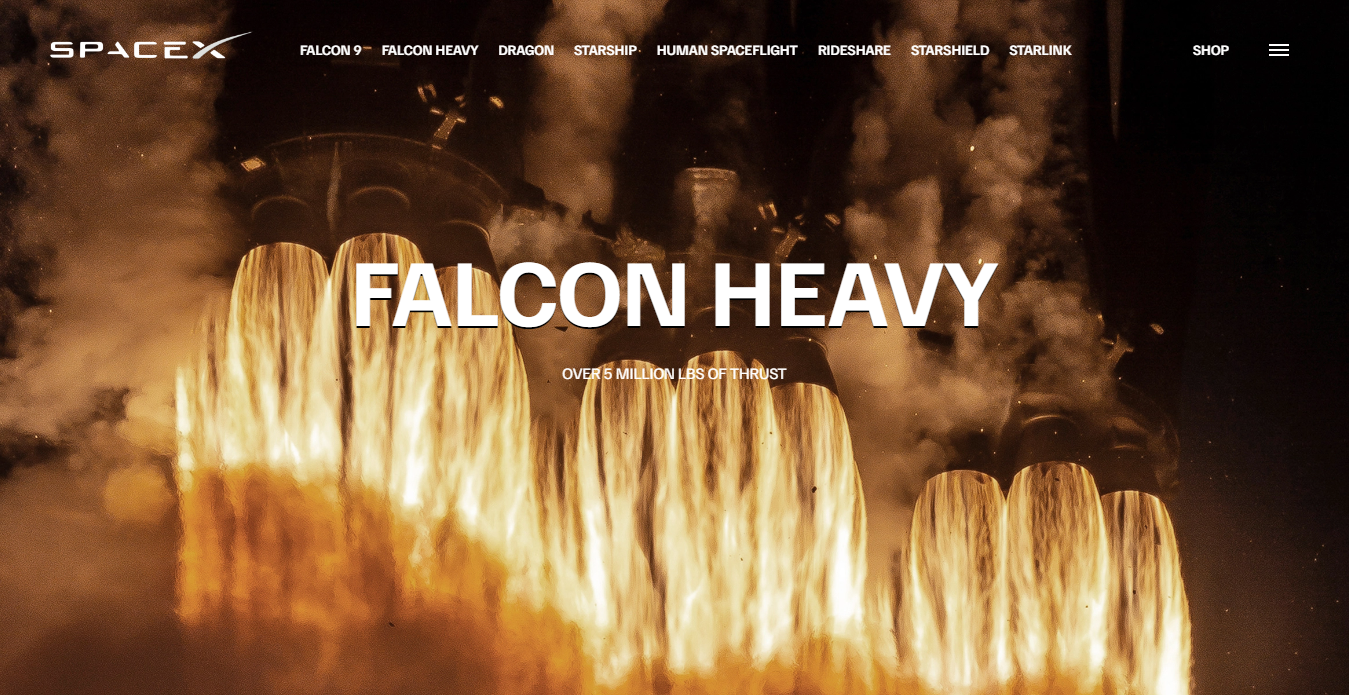 SPACEX
FALCON 9 FALCON HEAVY DRAGON STARSHIP HUMAN SPACEFLIGHT RIDESHARE STARSHIELD STARLINK SHOP
FALCON HEAVY
OVER 5 MILLION LBS OF THRUST